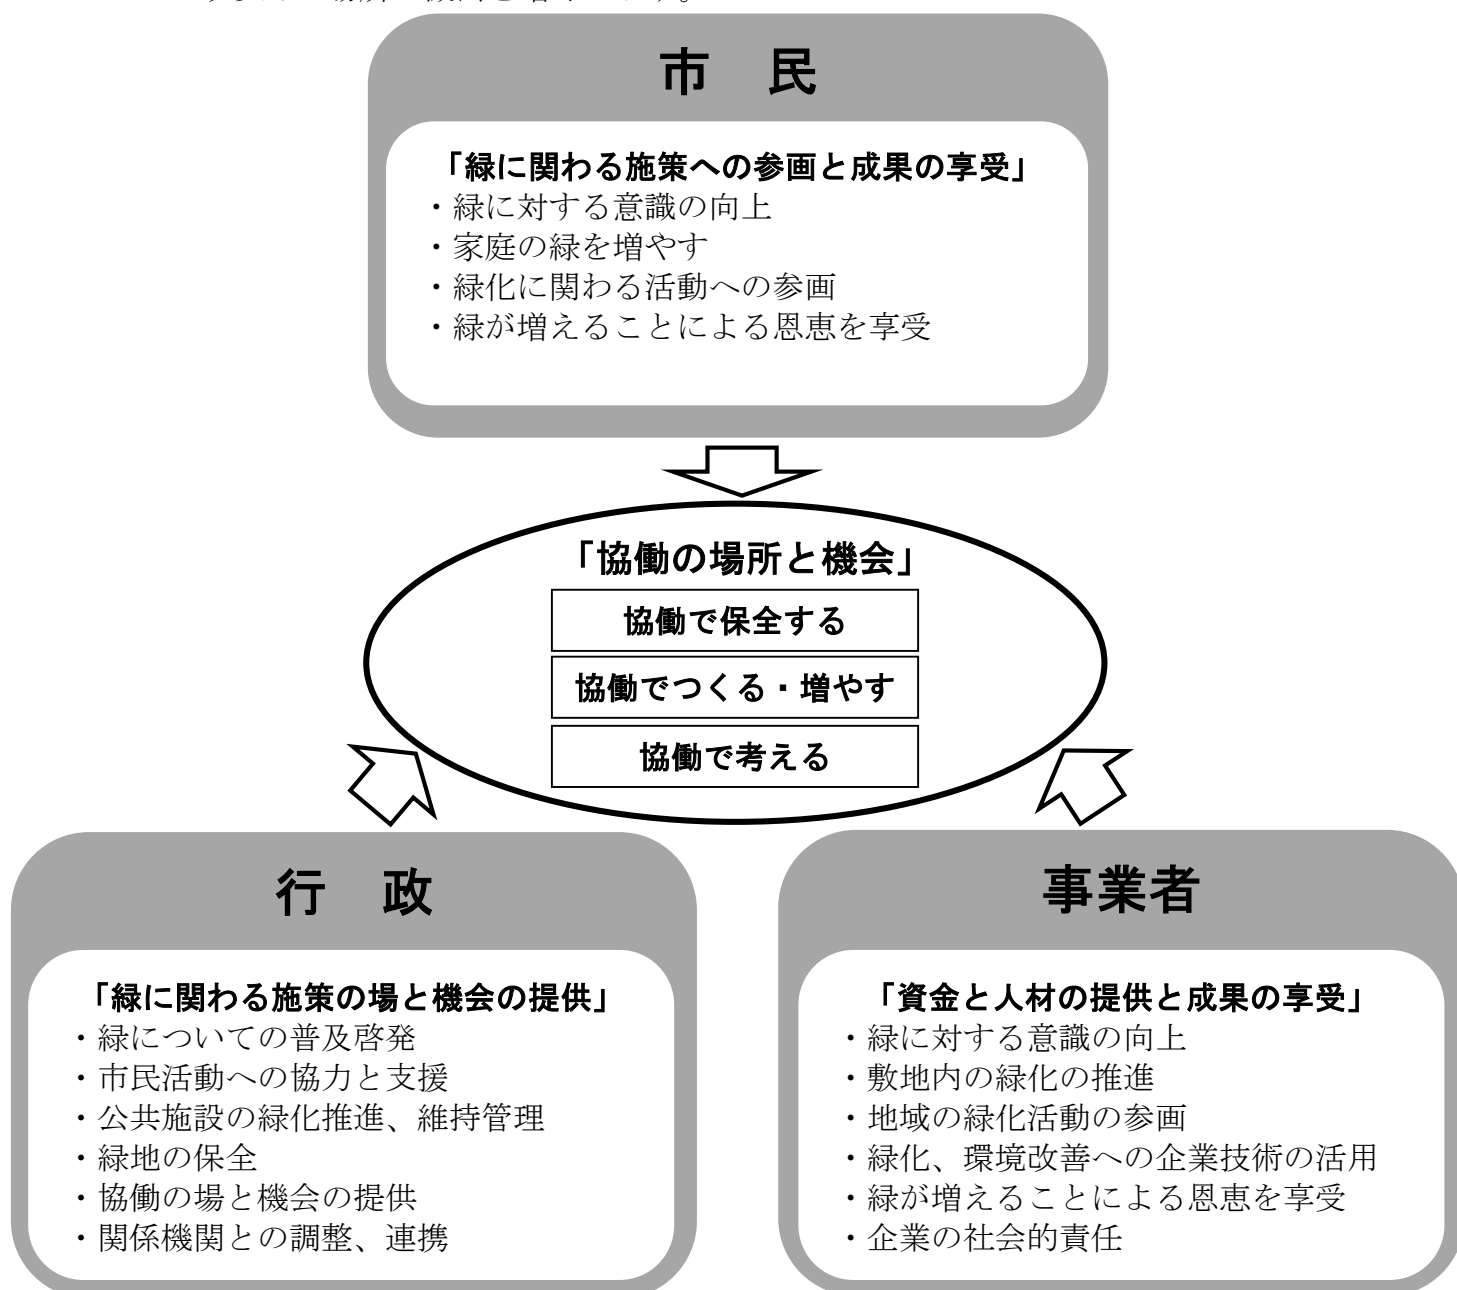 市　民
「緑に関わる施策への参画と成果の享受」
・緑に対する意識の向上
・家庭の緑を増やす
・緑化に関わる活動への参画
・緑が増えることによる恩恵を享受
「協働の場所と機会」
協働で保全する
協働でつくる・増やす
協働で考える
行　政
「緑に関わる施策の場と機会の提供」
・緑についての普及啓発
・市民活動への協力と支援
・公共施設の緑化推進、維持管理
・緑地の保全
・協働の場と機会の提供
・関係機関との調整、連携
事業者
「資金と人材の提供と成果の享受」
・緑に対する意識の向上
・敷地内の緑化の推進
・地域の緑化活動の参画
・緑化、環境改善への企業技術の活用
・緑が増えることによる恩恵を享受
・企業の社会的責任